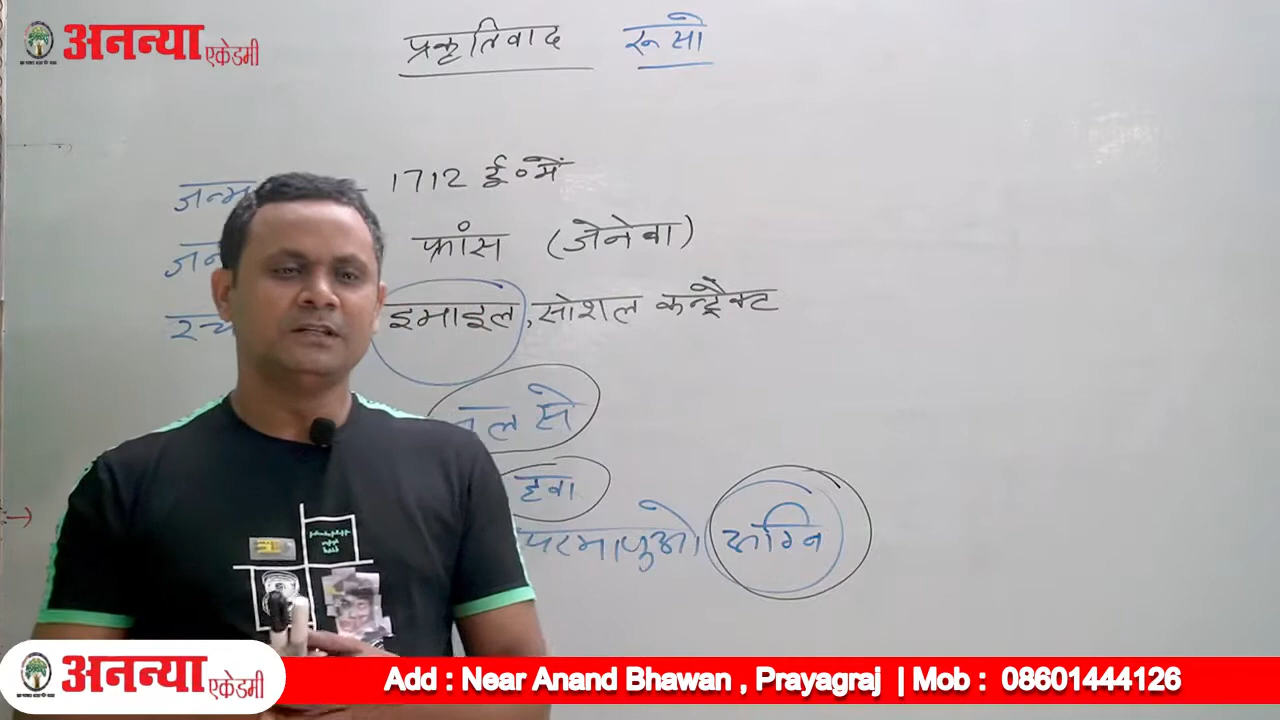 अनन्या एकेडमी
प्रकृतिवाद रूसो
1712 ई० में
फ्रांस (जेनेवा)
इमाइल, सोशल कन्ट्रैक्ट
से
हवा
परमाणुओ अग्नि
अनन्या एकेडमी
Add : Near Anand Bhawan , Prayagraj | Mob : 08601444126